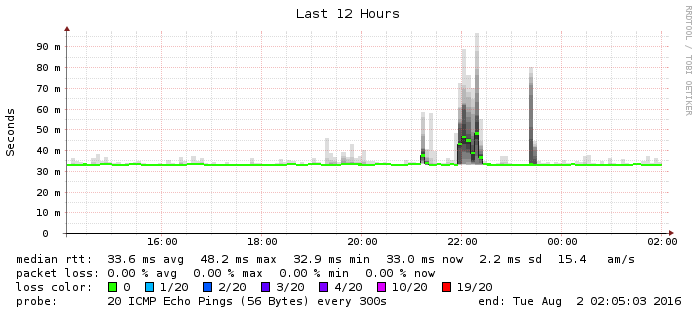 Last 12 Hours
RRDTOOL / TOBI OETIKER
Seconds
90 m
80 m
70 m
60 m
50 m
40 m
30 m
20 m
10 m
0
16:00 18:00 20:00 22:00 00:00 02:00
median rtt: 33.6 ms avg 48.2 ms max 32.9 ms min 33.0 ms now 2.2 ms sd 15.4 am/s
packet loss: 0.00 % avg 0.00 % max 0.00 % min 0.00 % now
loss color: 0 1/20 2/20 3/20 4/20 10/20 19/20
probe: 20 ICMP Echo Pings (56 Bytes) every 300s end: Tue Aug 2 02:05:03 2016